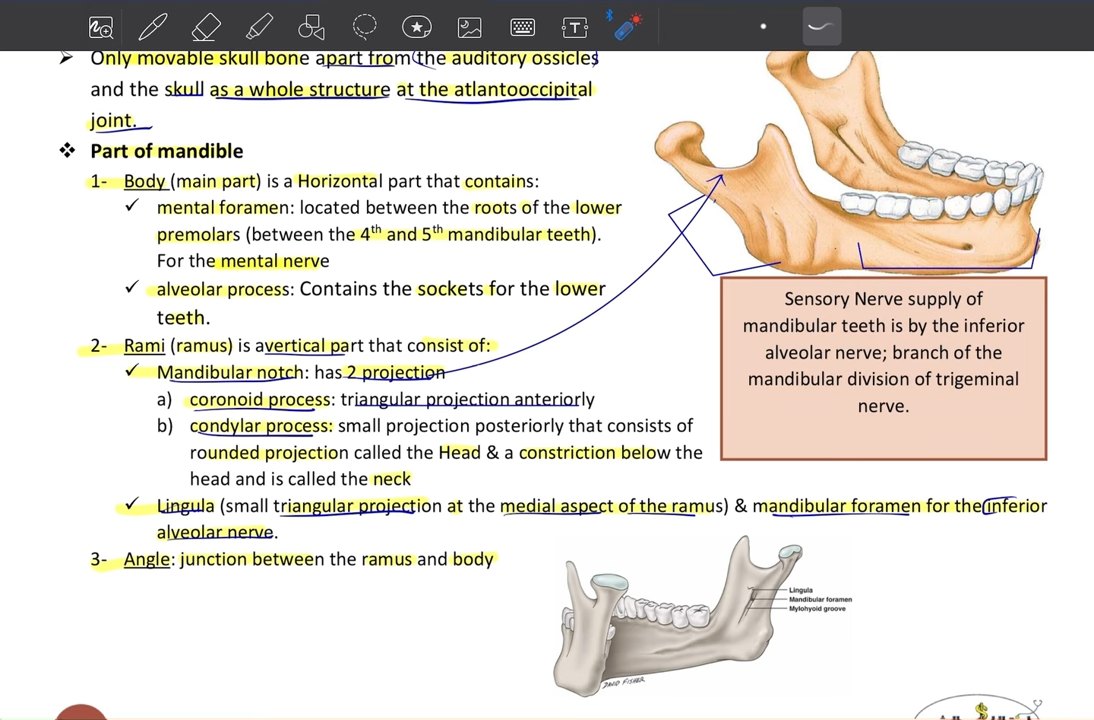 ➤ Only movable skull bone apart from the auditory ossicles
and the skull as a whole structure at the atlantooccipital
joint.
❖ Part of mandible
1- Body (main part) is a Horizontal part that contains:
✓ mental foramen: located between the roots of the lower
premolars (between the 4th and 5th mandibular teeth).
For the mental nerve
✓ alveolar process: Contains the sockets for the lower
teeth.
2- Rami (ramus) is avertical part that consist of:
✓ Mandibular notch: has 2 projection
a) coronoid process: triangular projection anteriorly
b) condylar process: small projection posteriorly that consists of
rounded projection called the Head & a constriction below the
head and is called the neck
✓ Lingula (small triangular projection at the medial aspect of the ramus) & mandibular foramen for the inferior
alveolar nerve.
3- Angle: junction between the ramus and body
Sensory Nerve supply of
mandibular teeth is by the inferior
alveolar nerve; branch of the
mandibular division of trigeminal
nerve.
Lingula
Mandibular foramen
Mylohyoid groove
DAVID FISHER